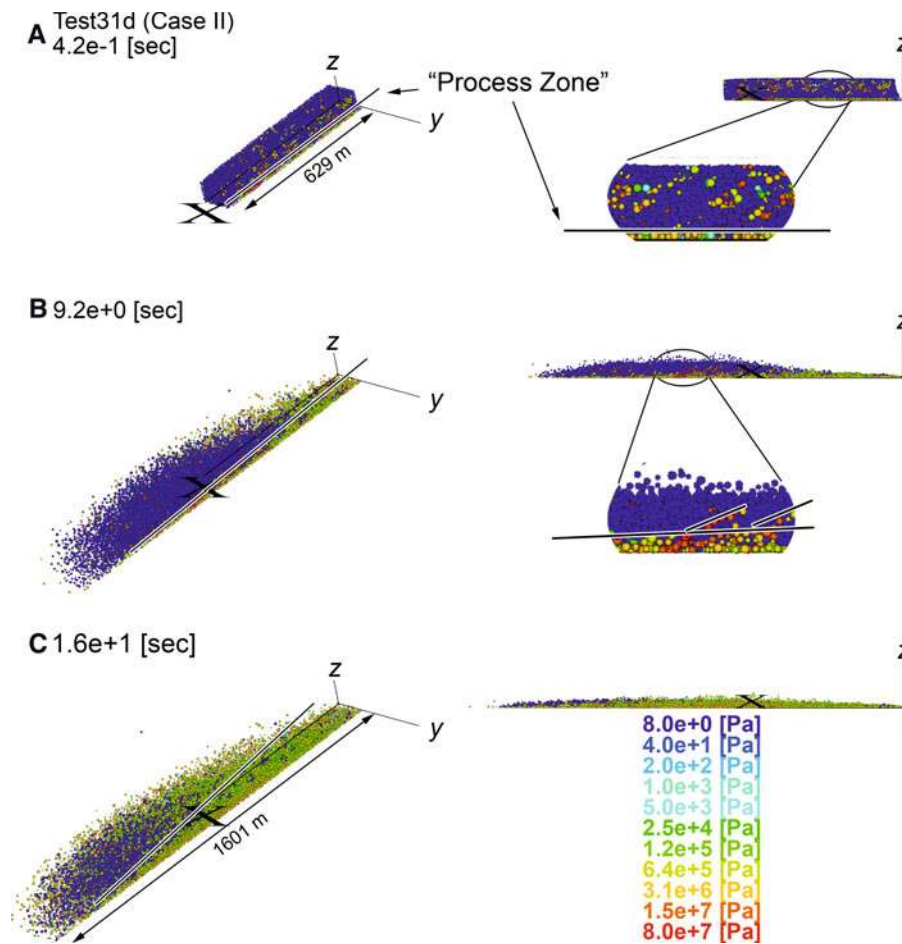 A Test31d (Case II)
4.2e-1 [sec]
z
y
X
629 m
"Process Zone"
z
X
B 9.2e+0 [sec]
z
y
X
z
X
C 1.6e+1 [sec]
z
y
X
1601 m
z
X
8.0e+0 [Pa]
4.0e+1 [Pa]
2.0e+2 [Pa]
1.0e+3 [Pa]
5.0e+3 [Pa]
2.5e+4 [Pa]
1.2e+5 [Pa]
6.4e+5 [Pa]
3.1e+6 [Pa]
1.5e+7 [Pa]
8.0e+7 [Pa]